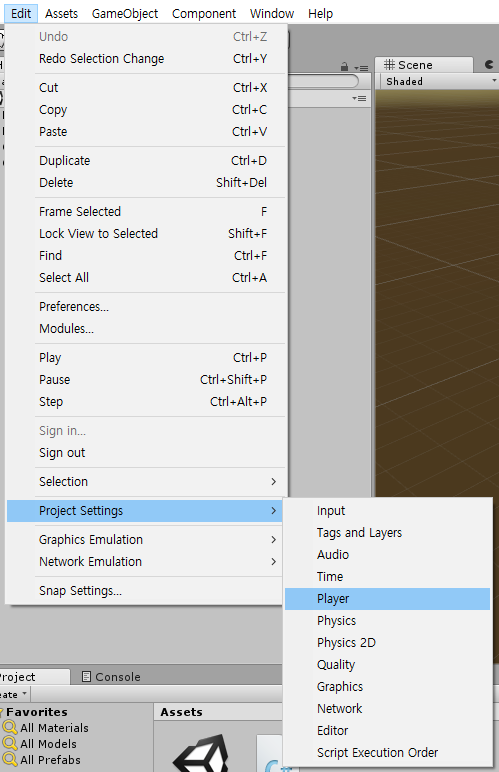 Edit Assets GameObject Component Window Help
Undo Ctrl+Z
Redo Selection Change Ctrl+Y
Cut Ctrl+X
Copy Ctrl+C
Paste Ctrl+V
Duplicate Ctrl+D
Delete Shift+Del
Frame Selected F
Lock View to Selected Shift+F
Find Ctrl+F
Select All Ctrl+A
Preferences...
Modules...
Play Ctrl+P
Pause Ctrl+Shift+P
Step Ctrl+Alt+P
Sign in...
Sign out
Selection
Project Settings
Graphics Emulation
Network Emulation
Snap Settings...
Input
Tags and Layers
Audio
Time
Player
Physics
Physics 2D
Quality
Graphics
Network
Editor
Script Execution Order
Scene
Shaded
Console
Favorites
All Materials
All Models
All Prefabs
Assets